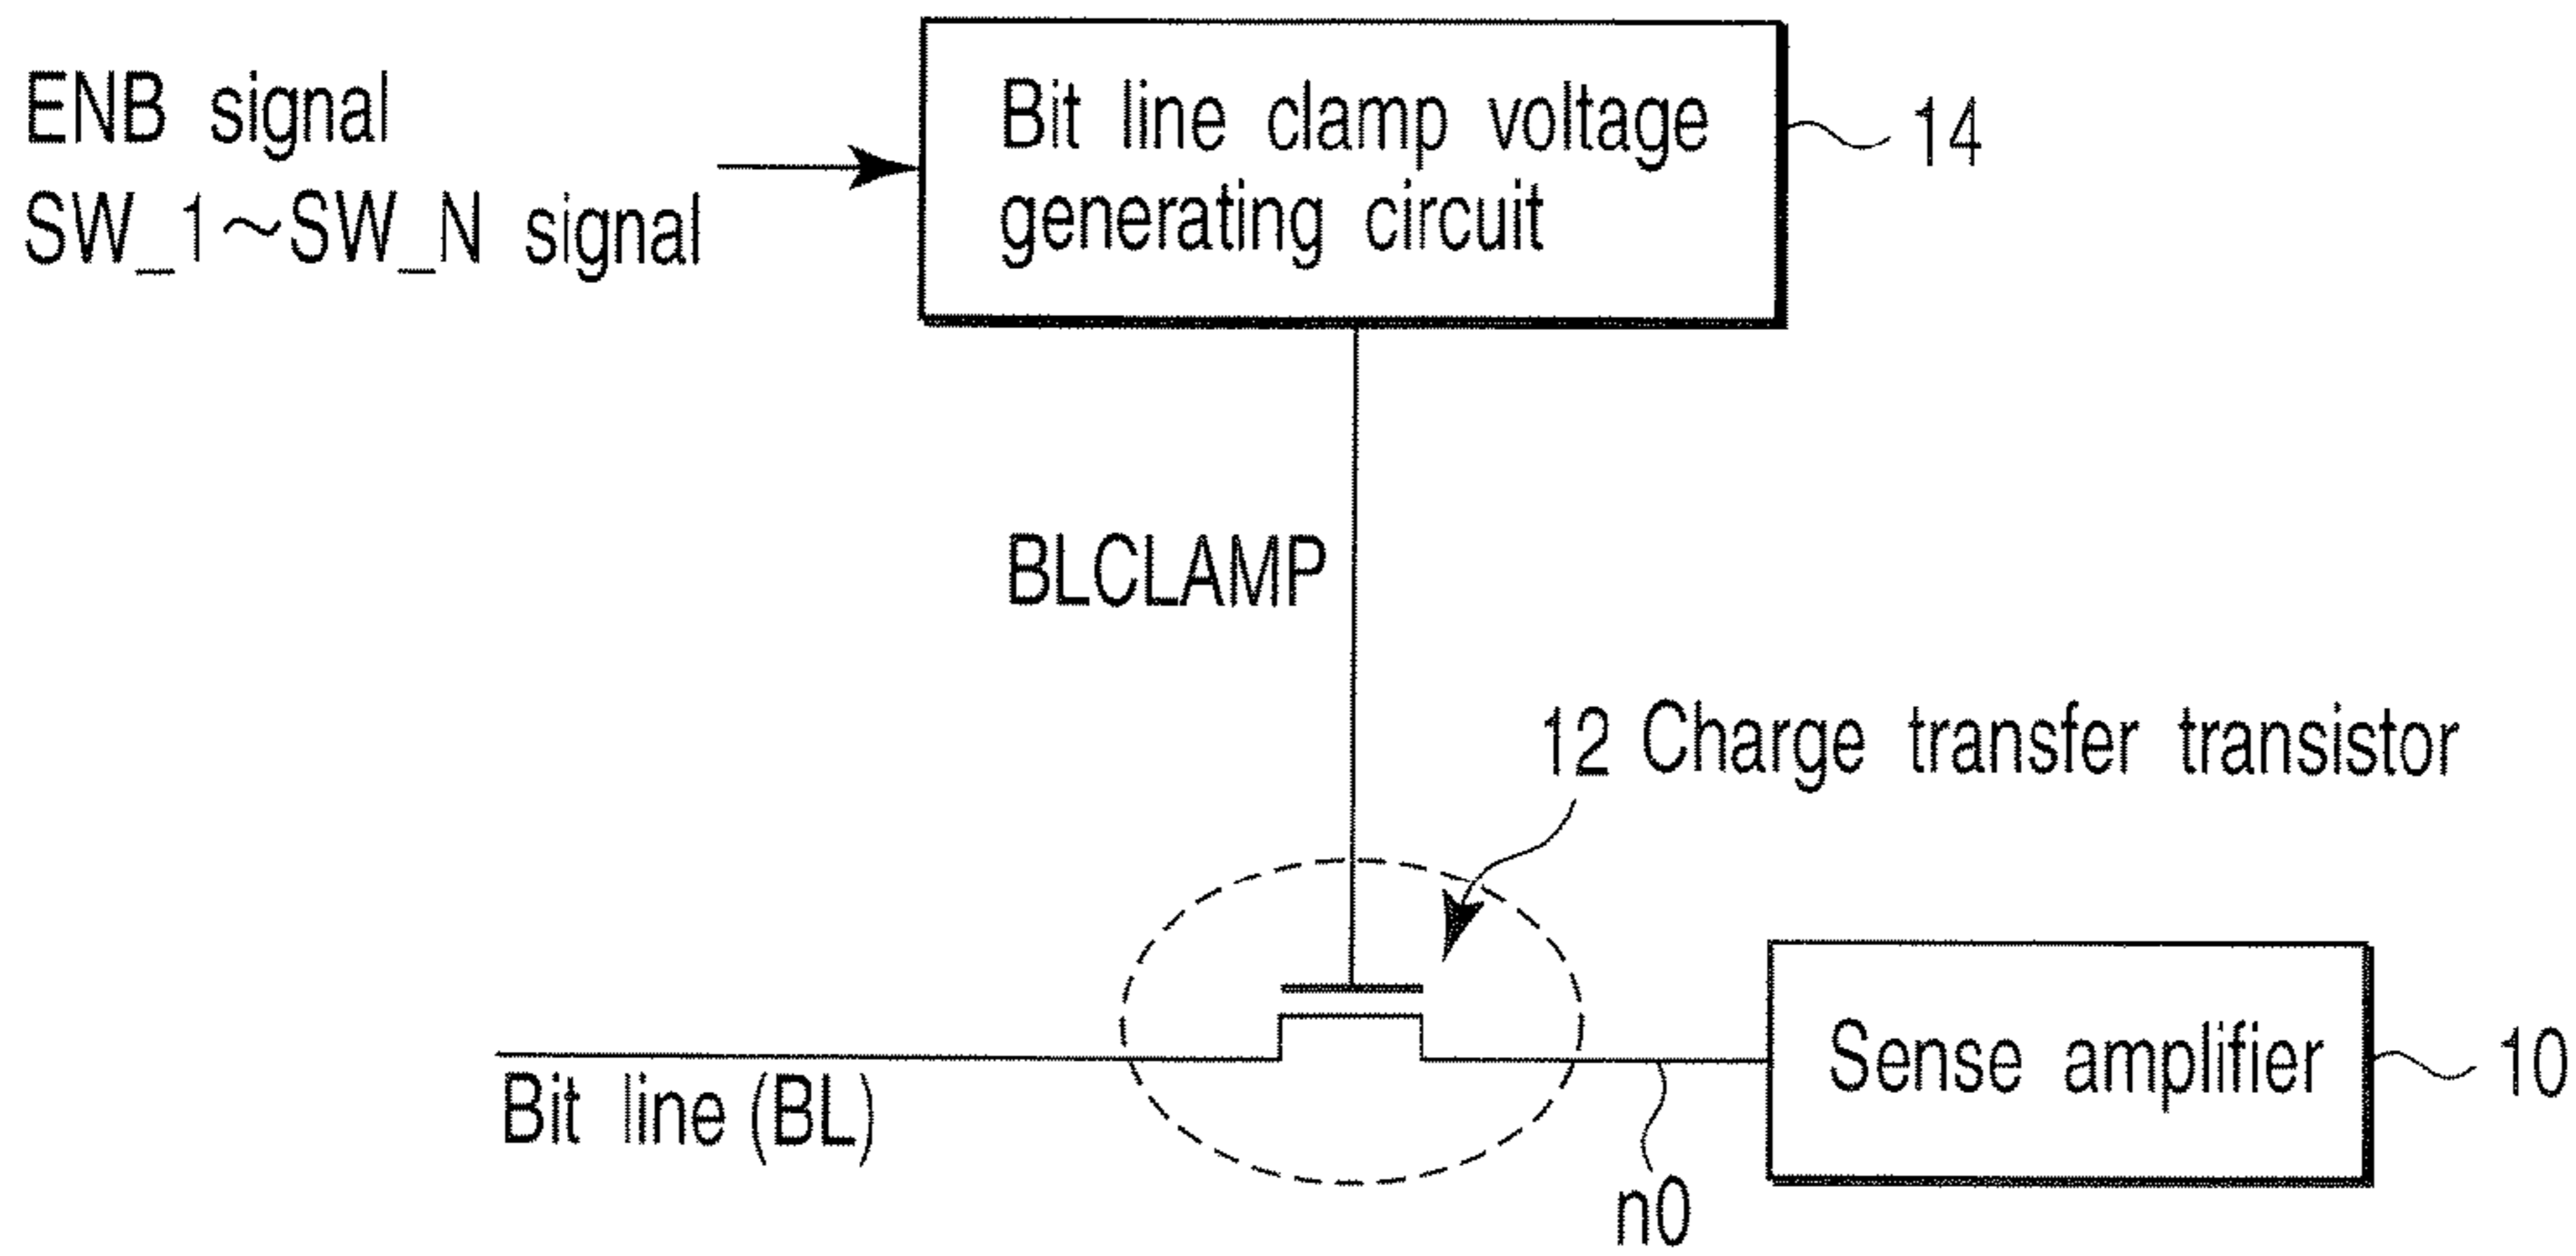 ENB signal
SW_1~SW_N signal
Bit line clamp voltage
generating circuit
14
BLCLAMP
12 Charge transfer transistor
Bit line (BL)
n0
Sense amplifier
10